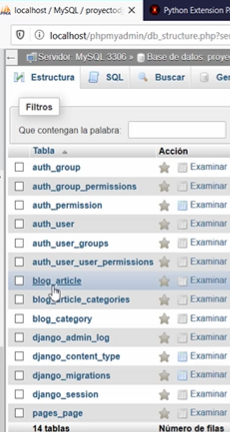 localhost / MySQL / proyectod
Python Extension P
localhost/phpmyadmin/db_structure.php?se
Servidor: MySQL:3306 » Base de datos: proye
Estructura SQL Buscar Ge
Filtros
Que contengan la palabra:
Tabla Acción
auth_group Examinar
auth_group_permissions Examinar
auth_permission Examinar
auth_user Examinar
auth_user_groups Examinar
auth_user_user_permissions Examinar
blog_article Examinar
blog_article_categories Examinar
blog_category Examinar
django_admin_log Examinar
django_content_type Examinar
django_migrations Examinar
django_session Examinar
pages_page Examinar
14 tablas Número de filas